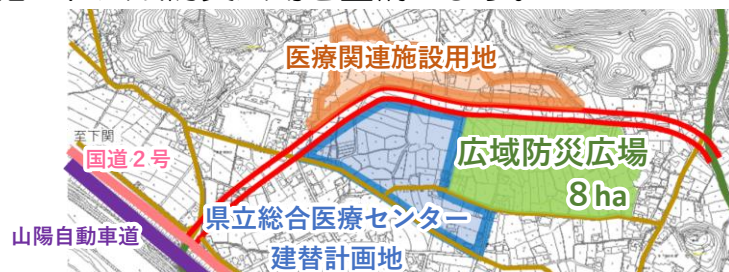 医療関連施設用地
至下関
国道2号
広域防災広場
8ha
県立総合医療センター
建替計画地
山陽自動車道